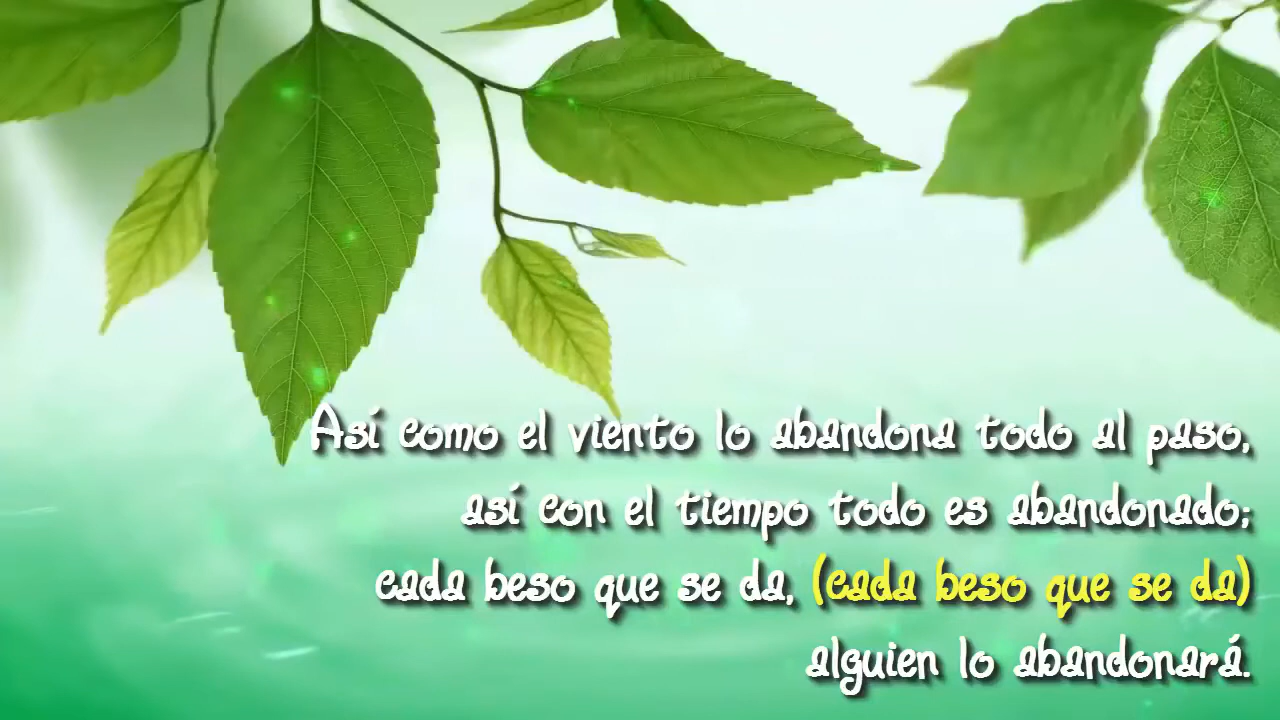 Así como el viento lo abandona todo al paso,
así con el tiempo todo es abandonado;
cada beso que se da, (cada beso que se da)
alguien lo abandonará.